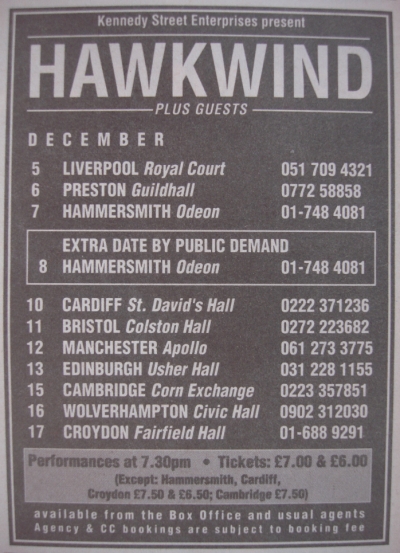 Kennedy Street Enterprises present
HAWKWIND
PLUS GUESTS
DECEMBER
5 LIVERPOOL Royal Court 051 709 4321
6 PRESTON Guildhall 0772 58858
7 HAMMERSMITH Odeon 01-748 4081
EXTRA DATE BY PUBLIC DEMAND
8 HAMMERSMITH Odeon 01-748 4081
10 CARDIFF St. David's Hall 0222 371236
11 BRISTOL Colston Hall 0272 223682
12 MANCHESTER Apollo 061 273 3775
13 EDINBURGH Usher Hall 031 228 1155
15 CAMBRIDGE Corn Exchange 0223 357851
16 WOLVERHAMPTON Civic Hall 0902 312030
17 CROYDON Fairfield Hall 01-688 9291
Performances at 7.30pm • Tickets: £7.00 & £6.00
(Except: Hammersmith, Cardiff,
Croydon £7.50 & £6.50; Cambridge £7.50)
available from the Box Office and usual agents
Agency & CC bookings are subject to booking fee